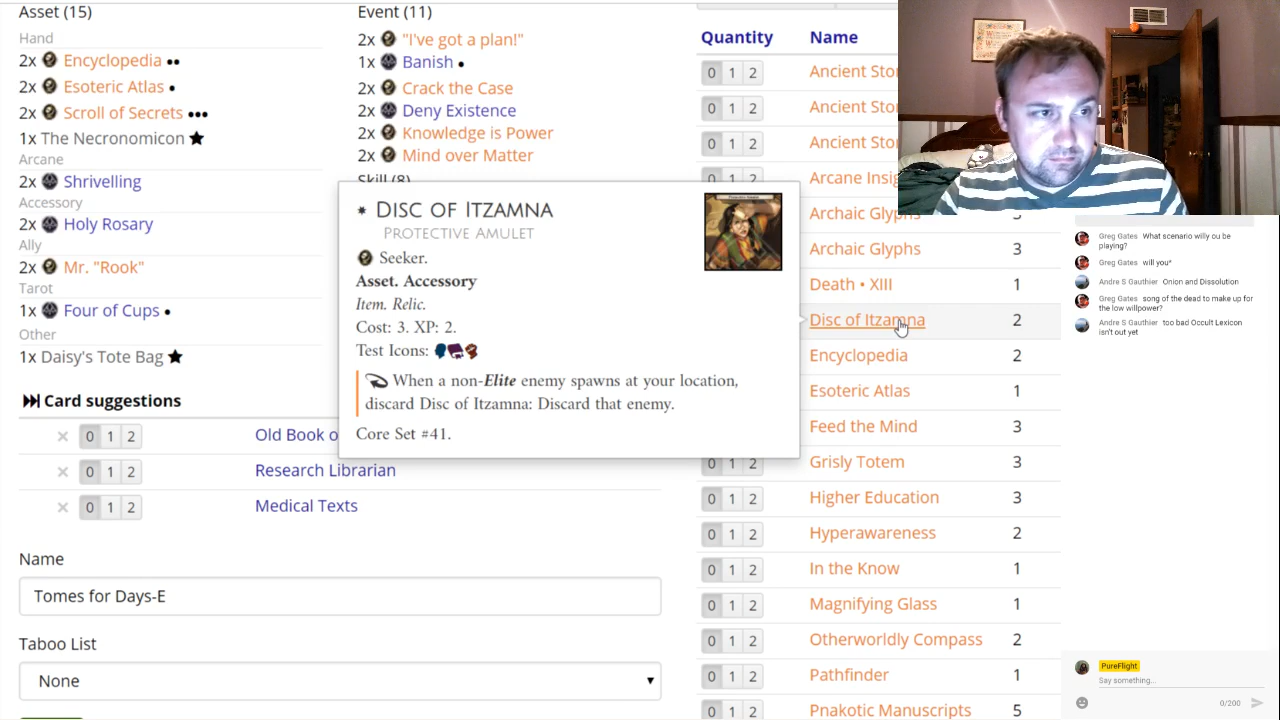 Asset (15)
Hand
2x Encyclopedia ••
2x Esoteric Atlas •
2x Scroll of Secrets •••
1x The Necronomicon ★
Arcane
2x Shrivelling
Accessory
2x Holy Rosary
Ally
2x Mr. "Rook"
Tarot
1x Four of Cups •
Other
1x Daisy's Tote Bag ★
Event (11)
2x "I've got a plan!"
1x Banish •
2x Crack the Case
2x Deny Existence
2x Knowledge is Power
2x Mind over Matter
Skill (8)
DISC OF ITZAMNA
PROTECTIVE AMULET
Seeker.
Asset. Accessory
Item. Relic.
Cost: 3. XP: 2.
Test Icons:
When a non-Elite enemy spawns at your location,
discard Disc of Itzamna: Discard that enemy.
Core Set #41.
Card suggestions
× 0 1 2 Old Book o
× 0 1 2 Research Librarian
× 0 1 2 Medical Texts
Name
Tomes for Days-E
Taboo List
None
Quantity Name
0 1 2 Ancient Sto
0 1 2 Ancient Sto
0 1 2 Ancient Sto
Arcane Insig
Archaic Glyphs
Archaic Glyphs 3
Death • XIII 1
Disc of Itzamna 2
Encyclopedia 2
Esoteric Atlas 1
Feed the Mind 3
0 1 2 Grisly Totem 3
0 1 2 Higher Education 3
0 1 2 Hyperawareness 2
0 1 2 In the Know 1
0 1 2 Magnifying Glass 1
0 1 2 Otherworldly Compass 2
0 1 2 Pathfinder 1
0 1 2 Pnakotic Manuscripts 5
Greg Gates What scenario willy ou be
playing?
Greg Gates will you*
Andre S Gauthier Onion and Dissolution
Greg Gates song of the dead to make up for
the low willpower?
Andre S Gauthier too bad Occult Lexicon
isn't out yet
PureFlight
Say something...
0/200